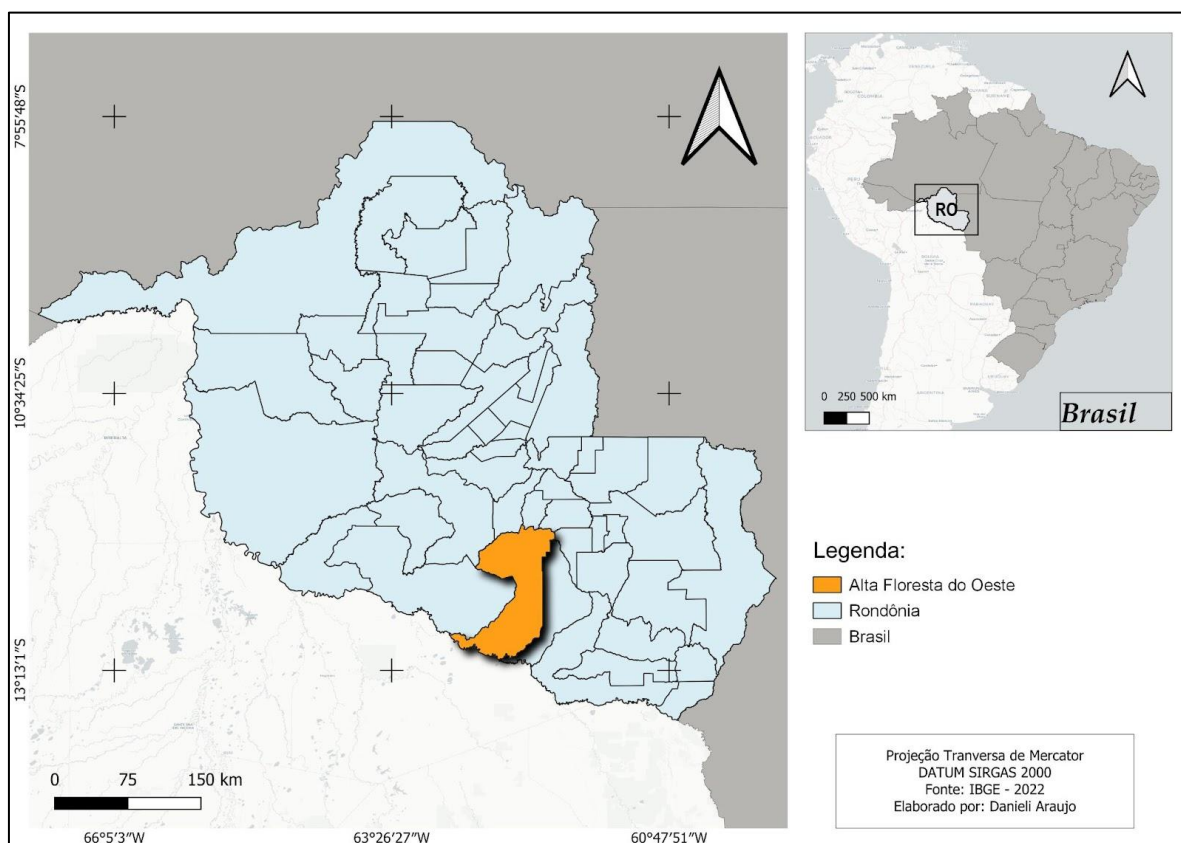 7°55'48"S
10°34'25"S
13°13'1"S
66°5'3"W
63°26'27"W
60°47'51"W
0 75 150 km
RO
0 250 500 km
Brasil
Legenda:
Alta Floresta do Oeste
Rondônia
Brasil
Projeção Tranversa de Mercator
DATUM SIRGAS 2000
Fonte: IBGE - 2022
Elaborado por: Danieli Araujo